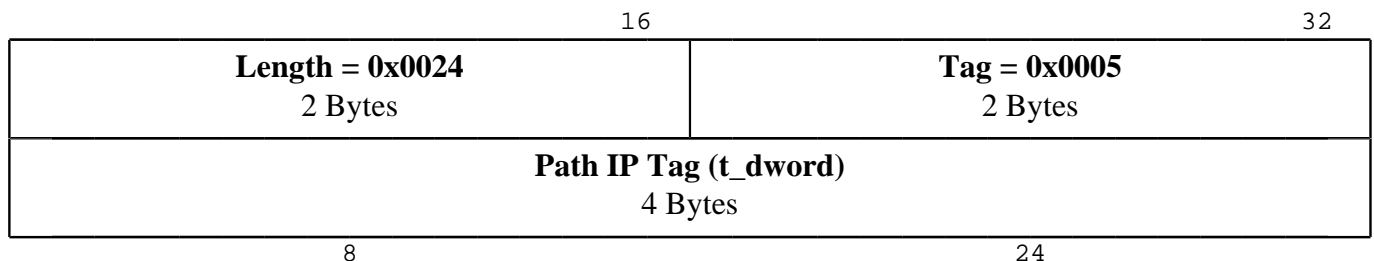 16 32
Length = 0x0024 Tag = 0x0005
2 Bytes 2 Bytes
Path IP Tag (t_dword)
4 Bytes
8 24